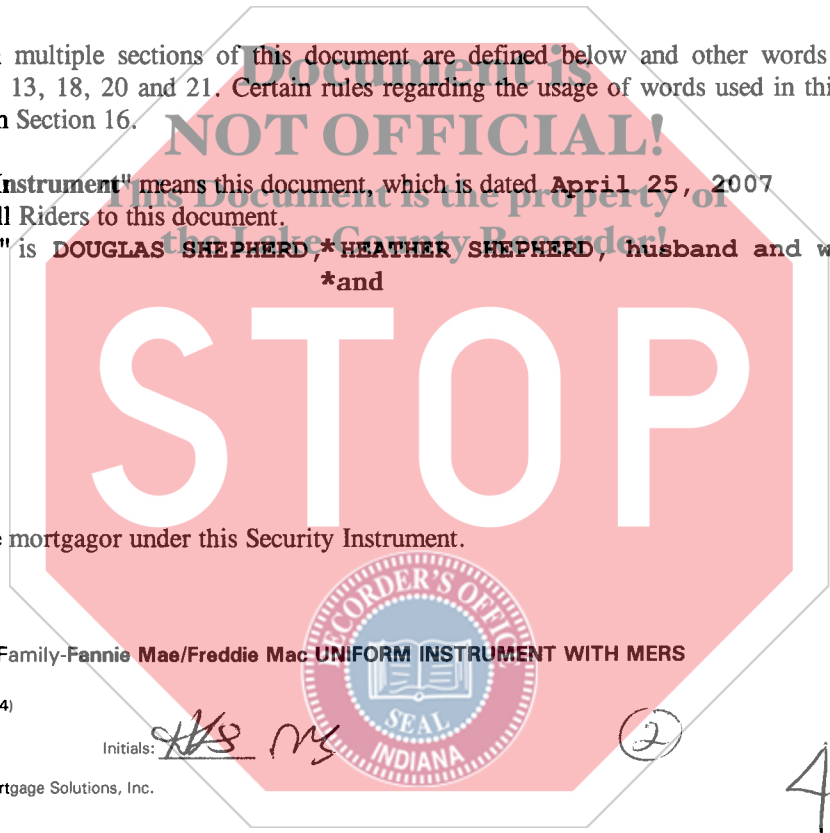 multiple sections of this document are defined below and other words
13, 18, 20 and 21. Certain rules regarding the usage of words used in thi
n Section 16.
Document is
NOT OFFICIAL!
This Document is the property of
the Lake County Recorder!
nstrument" means this document, which is dated April 25, 2007
ll Riders to this document.
" is DOUGLAS SHEPHERD,* HEATHER SHEPHERD, husband and w
*and
STOP
e mortgagor under this Security Instrument.
RECORDER'S OFFICE
SEAL
INDIANA
Family-Fannie Mae/Freddie Mac UNIFORM INSTRUMENT WITH MERS
4)
Initials:
2
rtgage Solutions, Inc.